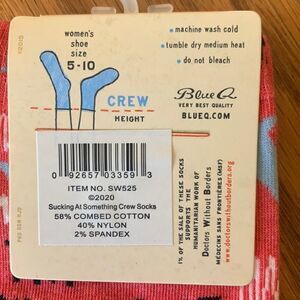 ©2015
women's
shoe
size
5-10
• machine wash cold
• tumble dry medium heat
• do not bleach
CREW
HEIGHT
Blue Q
VERY BEST QUALITY
BLUEQ.COM
0 92657 03359 3
ITEM NO. SW525
©2020
Sucking At Something Crew Socks
58% COMBED COTTON
40% NYLON
2% SPANDEX
1% OF THE SALE OF THESE SOCKS
SUPPORTS THE
HUMANITARIAN WORK OF
Doctors Without Borders
MÉDECINS SANS FRONTIÈRES (MSF)
www.doctorswithoutborders.org